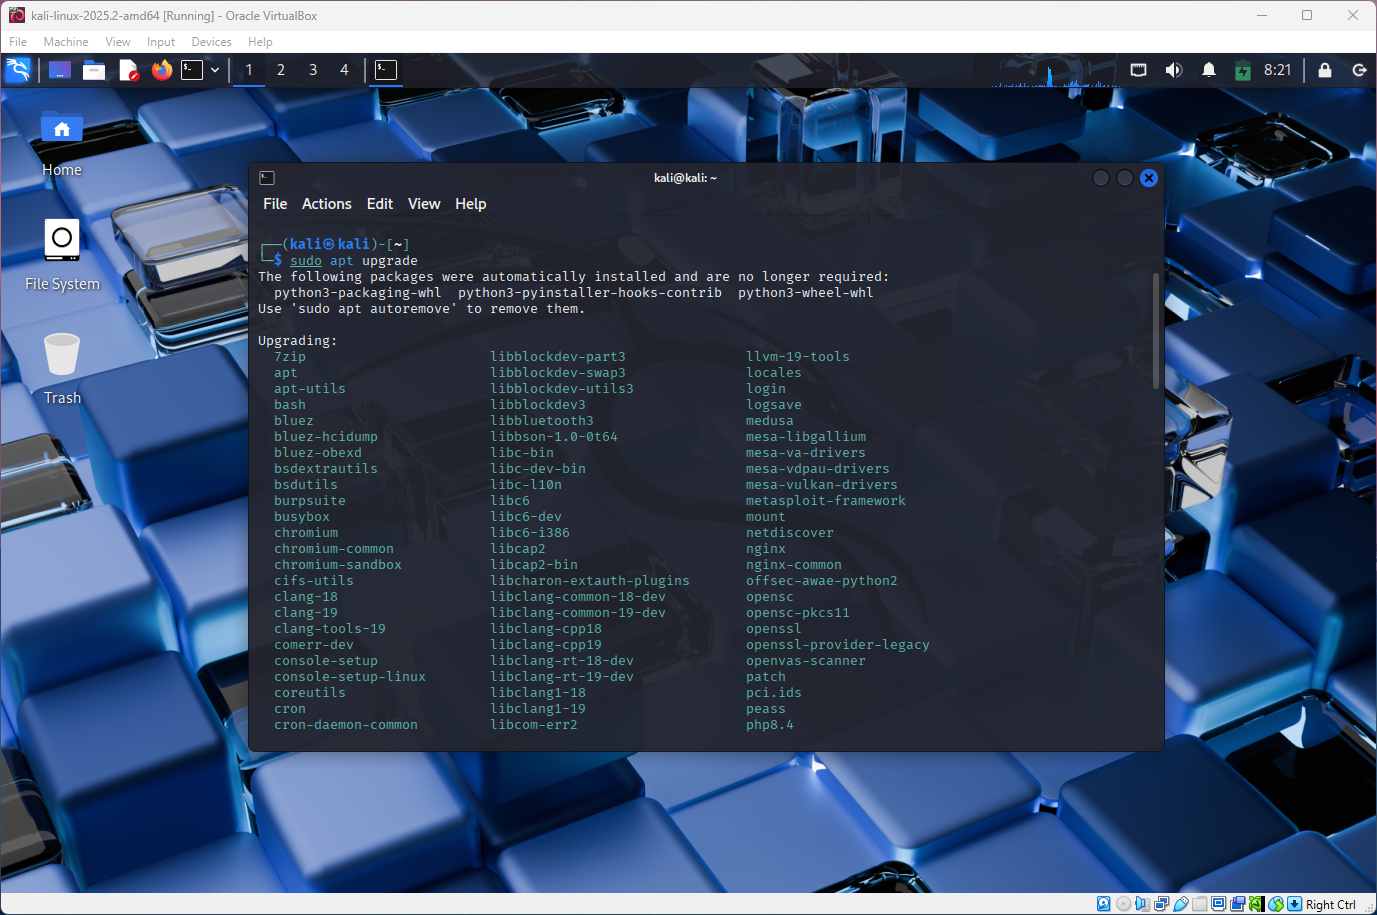 kali-linux-2025.2-amd64 [Running] - Oracle VirtualBox
File Machine View Input Devices Help
1 2 3 4 8:21
Home
File System
Trash
kali@kali: ~
File Actions Edit View Help
┌──(kali㉿kali)-[~]
└─$ sudo apt upgrade
The following packages were automatically installed and are no longer required:
python3-packaging-whl python3-pyinstaller-hooks-contrib python3-wheel-whl
Use 'sudo apt autoremove' to remove them.
Upgrading:
7zip libblockdev-part3 llvm-19-tools
apt libblockdev-swap3 locales
apt-utils libblockdev-utils3 login
bash libblockdev3 logsave
bluez libbluetooth3 medusa
bluez-hcidump libbson-1.0-0t64 mesa-libgallium
bluez-obexd libc-bin mesa-va-drivers
bsdextrautils libc-dev-bin mesa-vdpau-drivers
bsdutils libc-l10n mesa-vulkan-drivers
burpsuite libc6 metasploit-framework
busybox libc6-dev mount
chromium libc6-i386 netdiscover
chromium-common libcap2 nginx
chromium-sandbox libcap2-bin nginx-common
cifs-utils libcharon-extauth-plugins offsec-awae-python2
clang-18 libclang-common-18-dev opensc
clang-19 libclang-common-19-dev opensc-pkcs11
clang-tools-19 libclang-cpp18 openssl
comerr-dev libclang-cpp19 openssl-provider-legacy
console-setup libclang-rt-18-dev openvas-scanner
console-setup-linux libclang-rt-19-dev patch
coreutils libclang1-18 pci.ids
cron libclang1-19 peass
cron-daemon-common libcom-err2 php8.4
Right Ctrl